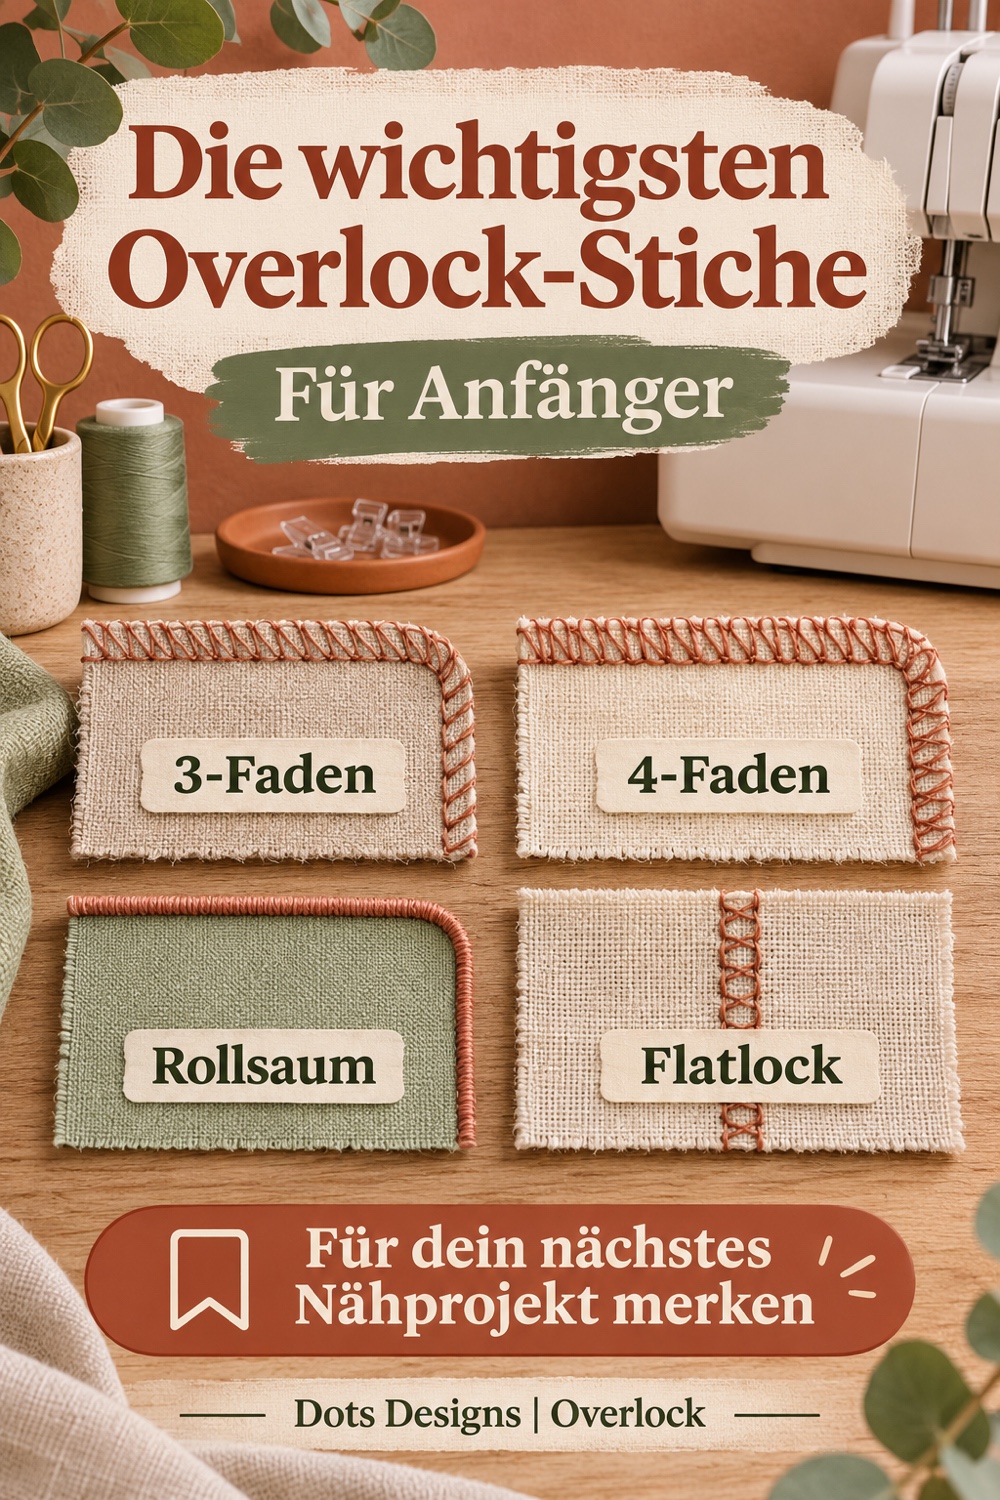 Die wichtigsten
Overlock-Stiche
Für Anfänger
3-Faden
4-Faden
Rollsaum
Flatlock
Für dein nächstes
Nähprojekt merken
Dots Designs | Overlock